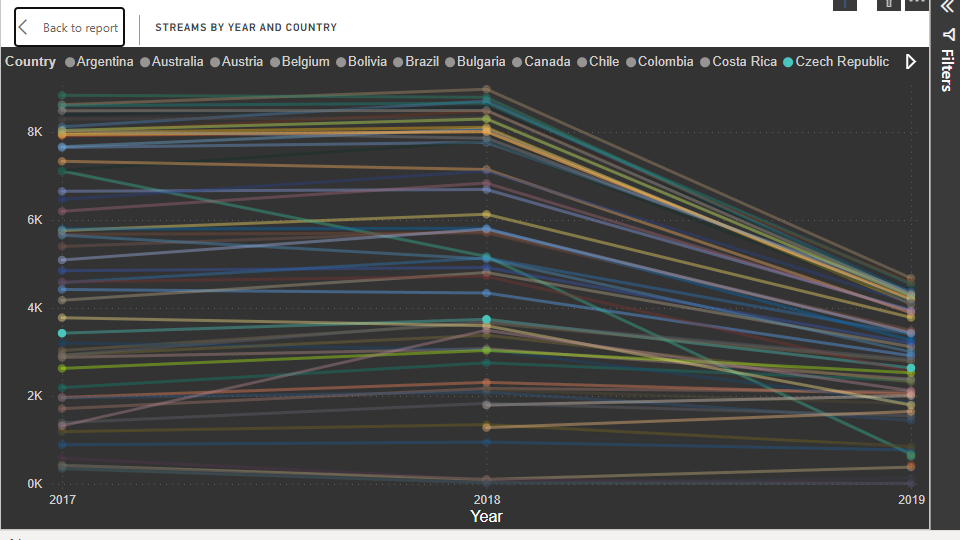 Back to report
STREAMS BY YEAR AND COUNTRY
Country Argentina Australia Austria Belgium Bolivia Brazil Bulgaria Canada Chile Colombia Costa Rica Czech Republic
8K
6K
4K
2K
0K
2017 2018 2019
Year
Filters